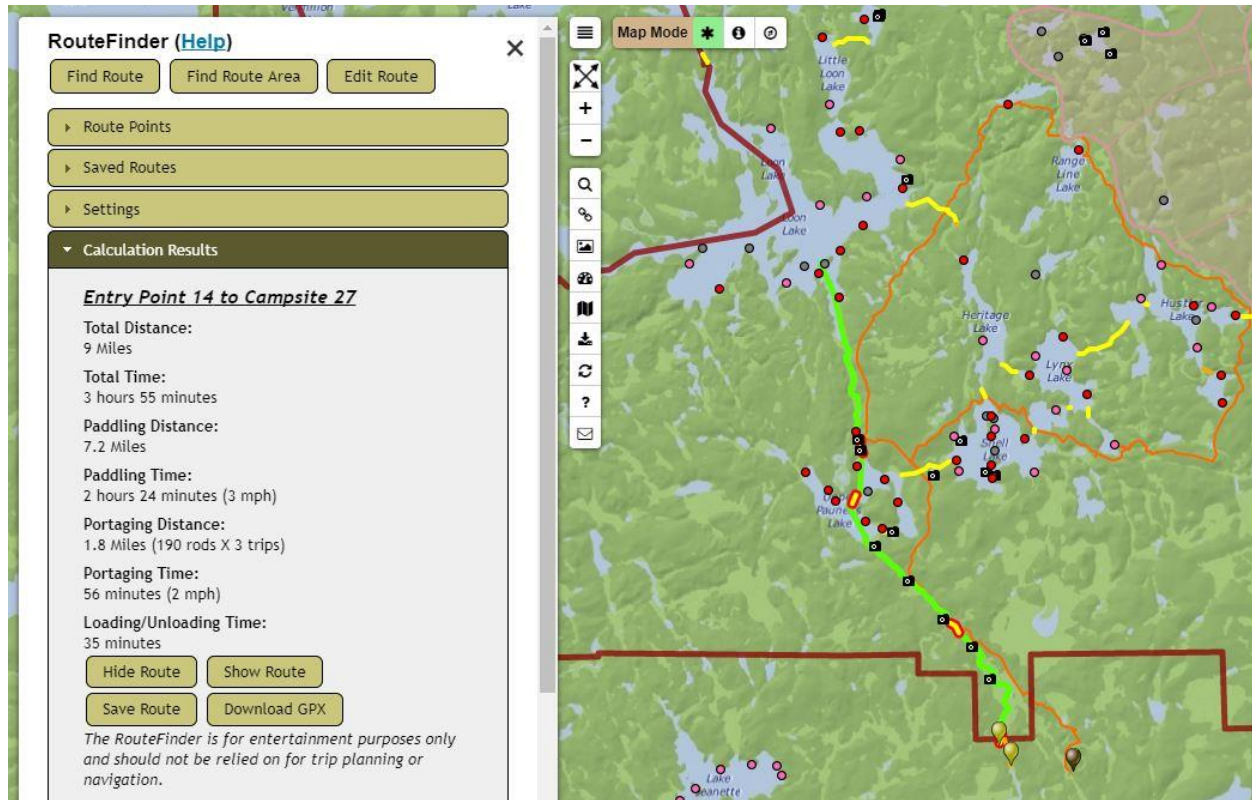 RouteFinder (Help)
Find Route
Find Route Area
Edit Route
Route Points
Saved Routes
Settings
Calculation Results
Entry Point 14 to Campsite 27
Total Distance:
9 Miles
Total Time:
3 hours 55 minutes
Paddling Distance:
7.2 Miles
Paddling Time:
2 hours 24 minutes (3 mph)
Portaging Distance:
1.8 Miles (190 rods X 3 trips)
Portaging Time:
56 minutes (2 mph)
Loading/Unloading Time:
35 minutes
Hide Route
Show Route
Save Route
Download GPX
The RouteFinder is for entertainment purposes only
and should not be relied on for trip planning or
navigation.
Map Mode
Lake
Little
Loon
Lake
Loon
Lake
Loon
Lake
Range
Line
Lake
Heritage
Lake
Lynx
Lake
Lake
Lake
Lake
Lake